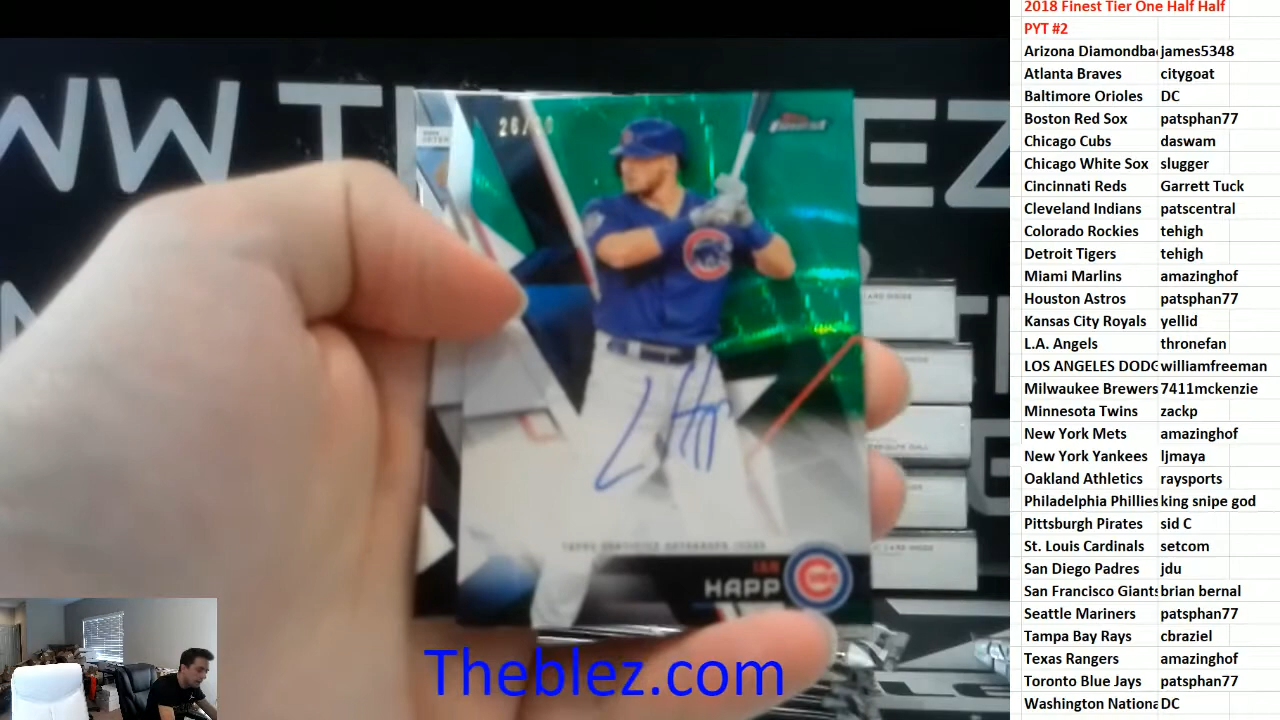 2018 Finest Tier One Half Half
PYT #2
Arizona Diamondba james5348
Atlanta Braves citygoat
Baltimore Orioles DC
Boston Red Sox patsphan77
Chicago Cubs daswam
Chicago White Sox slugger
Cincinnati Reds Garrett Tuck
Cleveland Indians patscentral
Colorado Rockies tehigh
Detroit Tigers tehigh
Miami Marlins amazinghof
Houston Astros patsphan77
Kansas City Royals yellid
L.A. Angels thronefan
LOS ANGELES DODG williamfreeman
Milwaukee Brewers 7411mckenzie
Minnesota Twins zackp
New York Mets amazinghof
New York Yankees ljmaya
Oakland Athletics raysports
Philadelphia Phillies king snipe god
Pittsburgh Pirates sid C
St. Louis Cardinals setcom
San Diego Padres jdu
San Francisco Giants brian bernal
Seattle Mariners patsphan77
Tampa Bay Rays cbraziel
Texas Rangers amazinghof
Toronto Blue Jays patsphan77
Washington Nationa DC
Finest
TOPPS CERTIFIED AUTOGRAPH ISSUE
IAN
HAPP
CUBS
Theblez.com